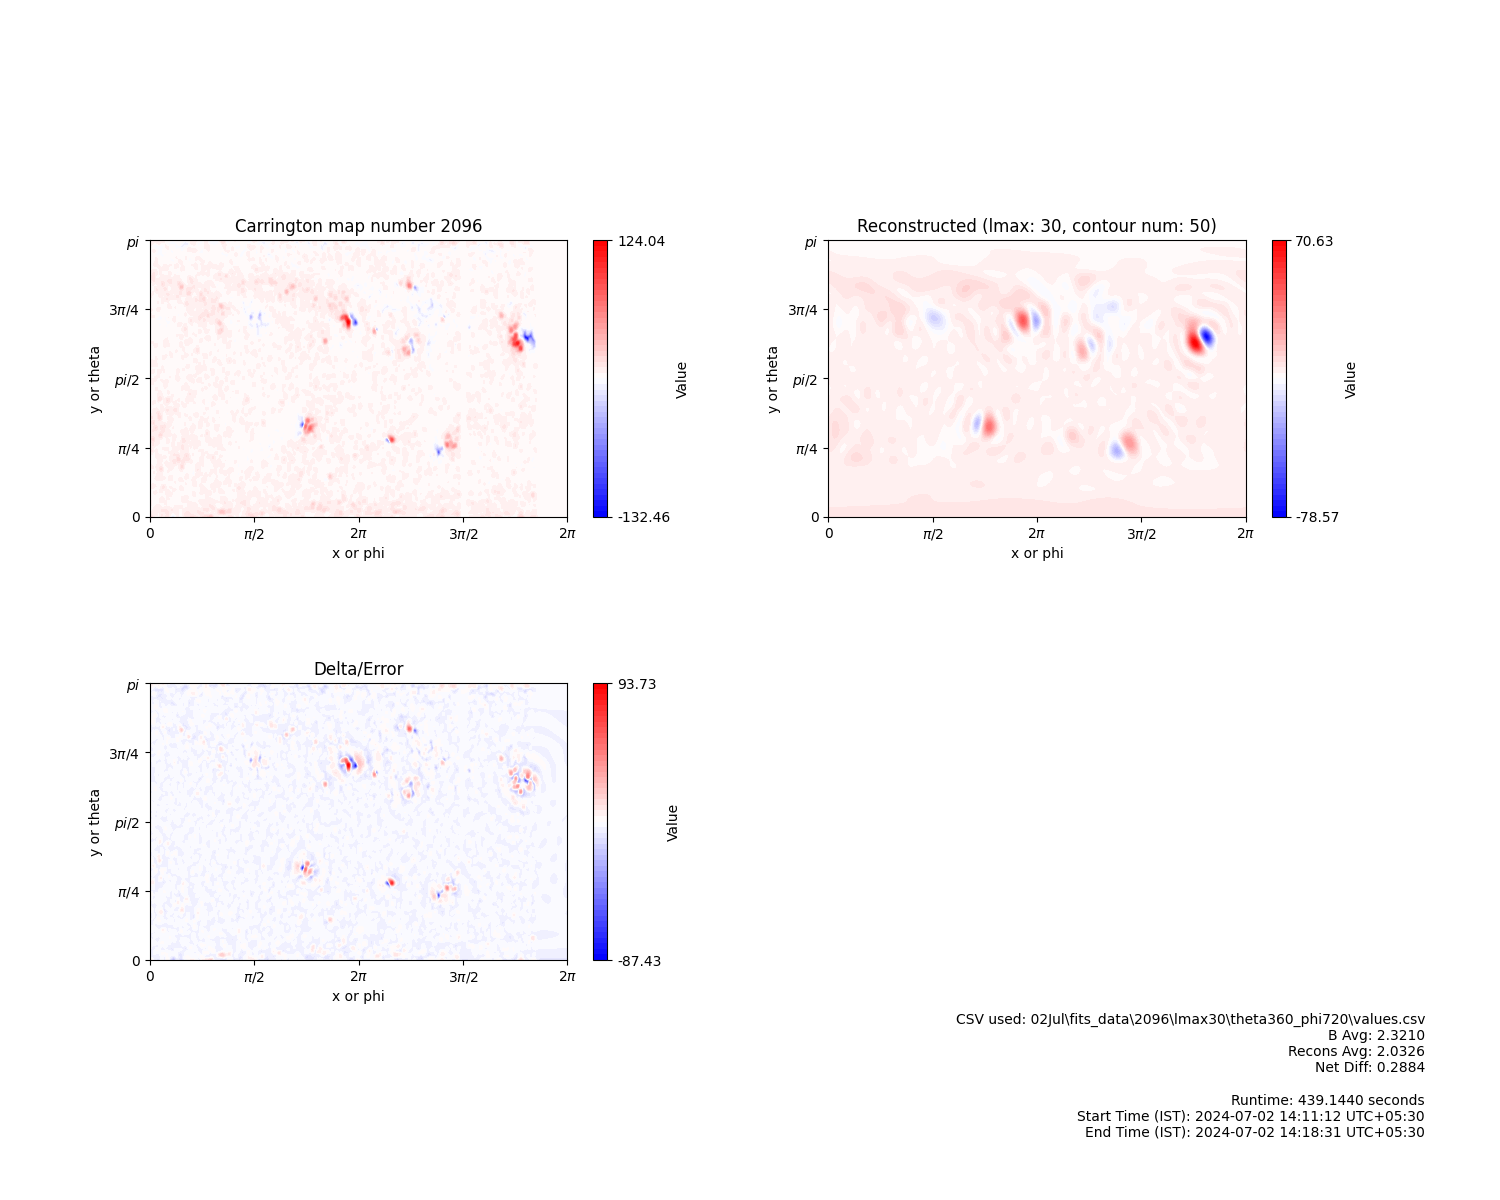 Carrington map number 2096
pi
3π/4
pi/2
π/4
0
y or theta
0 π/2 2π 3π/2 2π
x or phi
124.04
-132.46
Value
Reconstructed (lmax: 30, contour num: 50)
pi
3π/4
pi/2
π/4
0
y or theta
0 π/2 2π 3π/2 2π
x or phi
70.63
-78.57
Value
Delta/Error
pi
3π/4
pi/2
π/4
0
y or theta
0 π/2 2π 3π/2 2π
x or phi
93.73
-87.43
Value
CSV used: 02Jul\fits_data\2096\lmax30\theta360_phi720\values.csv
B Avg: 2.3210
Recons Avg: 2.0326
Net Diff: 0.2884
Runtime: 439.1440 seconds
Start Time (IST): 2024-07-02 14:11:12 UTC+05:30
End Time (IST): 2024-07-02 14:18:31 UTC+05:30